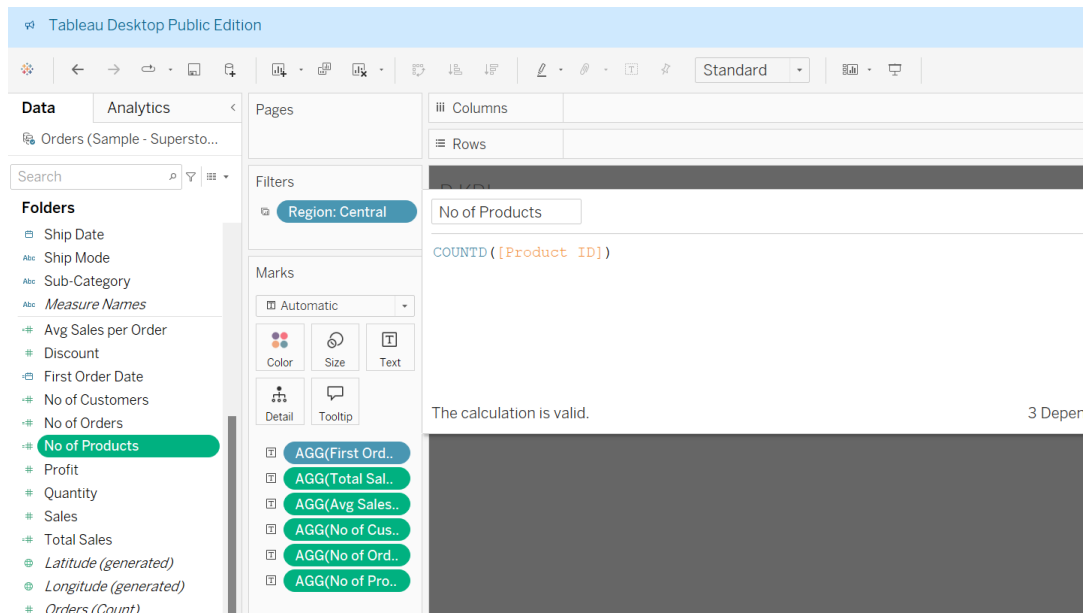 Tableau Desktop Public Edition
Standard
Data
Analytics
Orders (Sample - Supersto...
Search
Folders
Ship Date
Abc Ship Mode
Abc Sub-Category
Abc Measure Names
Avg Sales per Order
Discount
First Order Date
No of Customers
No of Orders
No of Products
Profit
Quantity
Sales
Total Sales
Latitude (generated)
Longitude (generated)
Orders (Count)
Pages
Filters
Region: Central
Marks
Automatic
Color
Size
Text
Detail
Tooltip
AGG(First Ord..
AGG(Total Sal..
AGG(Avg Sales..
AGG(No of Cus..
AGG(No of Ord..
AGG(No of Pro..
Columns
Rows
No of Products
COUNTD([Product ID])
The calculation is valid.
3 Depen